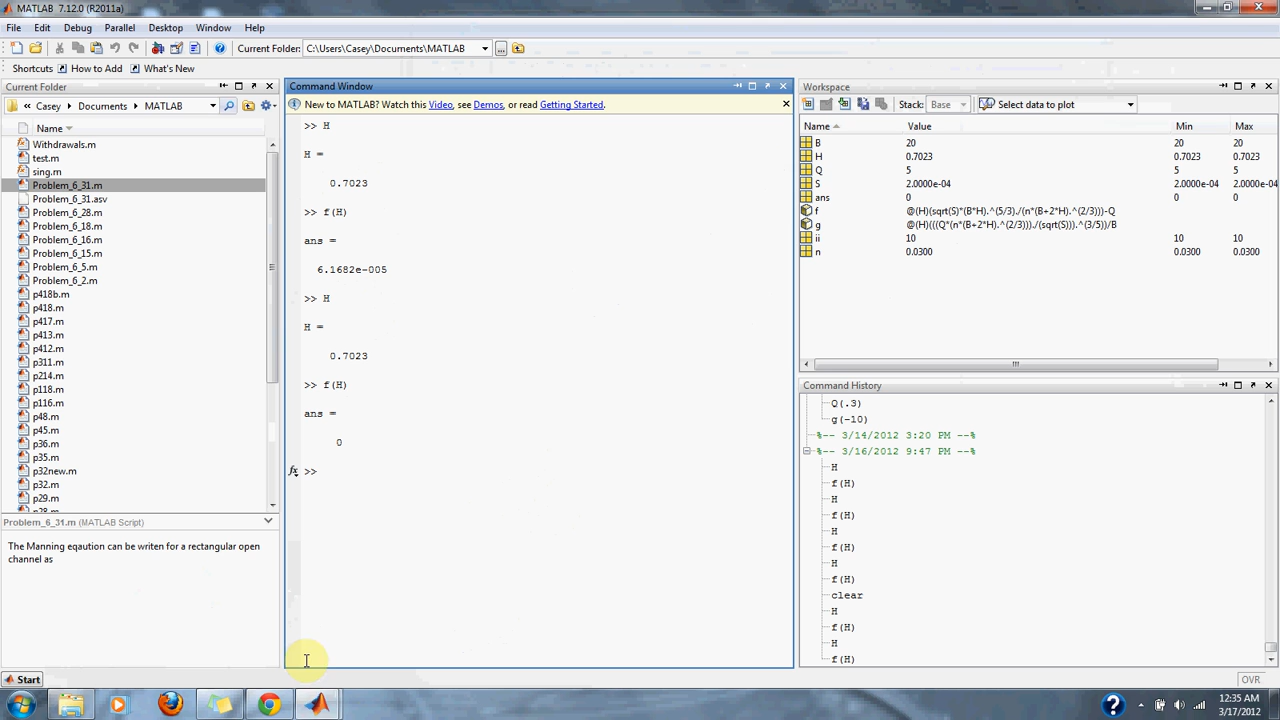 MATLAB 7.12.0 (R2011a)
File Edit Debug Parallel Desktop Window Help
Current Folder: C:\Users\Casey\Documents\MATLAB
Shortcuts How to Add What's New
Current Folder
Casey Documents MATLAB
Name
Withdrawals.m
test.m
sing.m
Problem_6_31.m
Problem_6_31.asv
Problem_6_28.m
Problem_6_18.m
Problem_6_16.m
Problem_6_15.m
Problem_6_5.m
Problem_6_2.m
p418b.m
p418.m
p417.m
p413.m
p412.m
p311.m
p214.m
p118.m
p116.m
p48.m
p45.m
p36.m
p34.m
p32new.m
p32.m
p29.m
p28.m
Problem_6_31.m (MATLAB Script)
The Manning eqaution can be writen for a rectangular open
channel as
Command Window
New to MATLAB? Watch this Video, see Demos, or read Getting Started.
>> H
H =
0.7023
>> f(H)
ans =
6.1682e-005
>> H
H =
0.7023
>> f(H)
ans =
0
fx >>
Workspace
Stack: Base Select data to plot
Name Value Min Max
B 20 20 20
H 0.7023 0.7023 0.7023
Q 5 5 5
S 2.0000e-04 2.0000e-04 2.0000e-04
ans 0 0 0
f @(H)(sqrt(S)*(B*H).^(5/3)./(n*(B+2*H).^(2/3)))-Q
g @(H)(((Q*(n*(B+2*H).^(2/3)))./(sqrt(S))).^(3/5))/B
ii 10 10 10
n 0.0300 0.0300 0.0300
Command History
Q(.3)
g(-10)
%-- 3/14/2012 3:20 PM --%
%-- 3/16/2012 9:47 PM --%
H
f(H)
H
f(H)
H
f(H)
H
f(H)
clear
H
f(H)
H
f(H)
Start
OVR
12:35 AM
3/17/2012